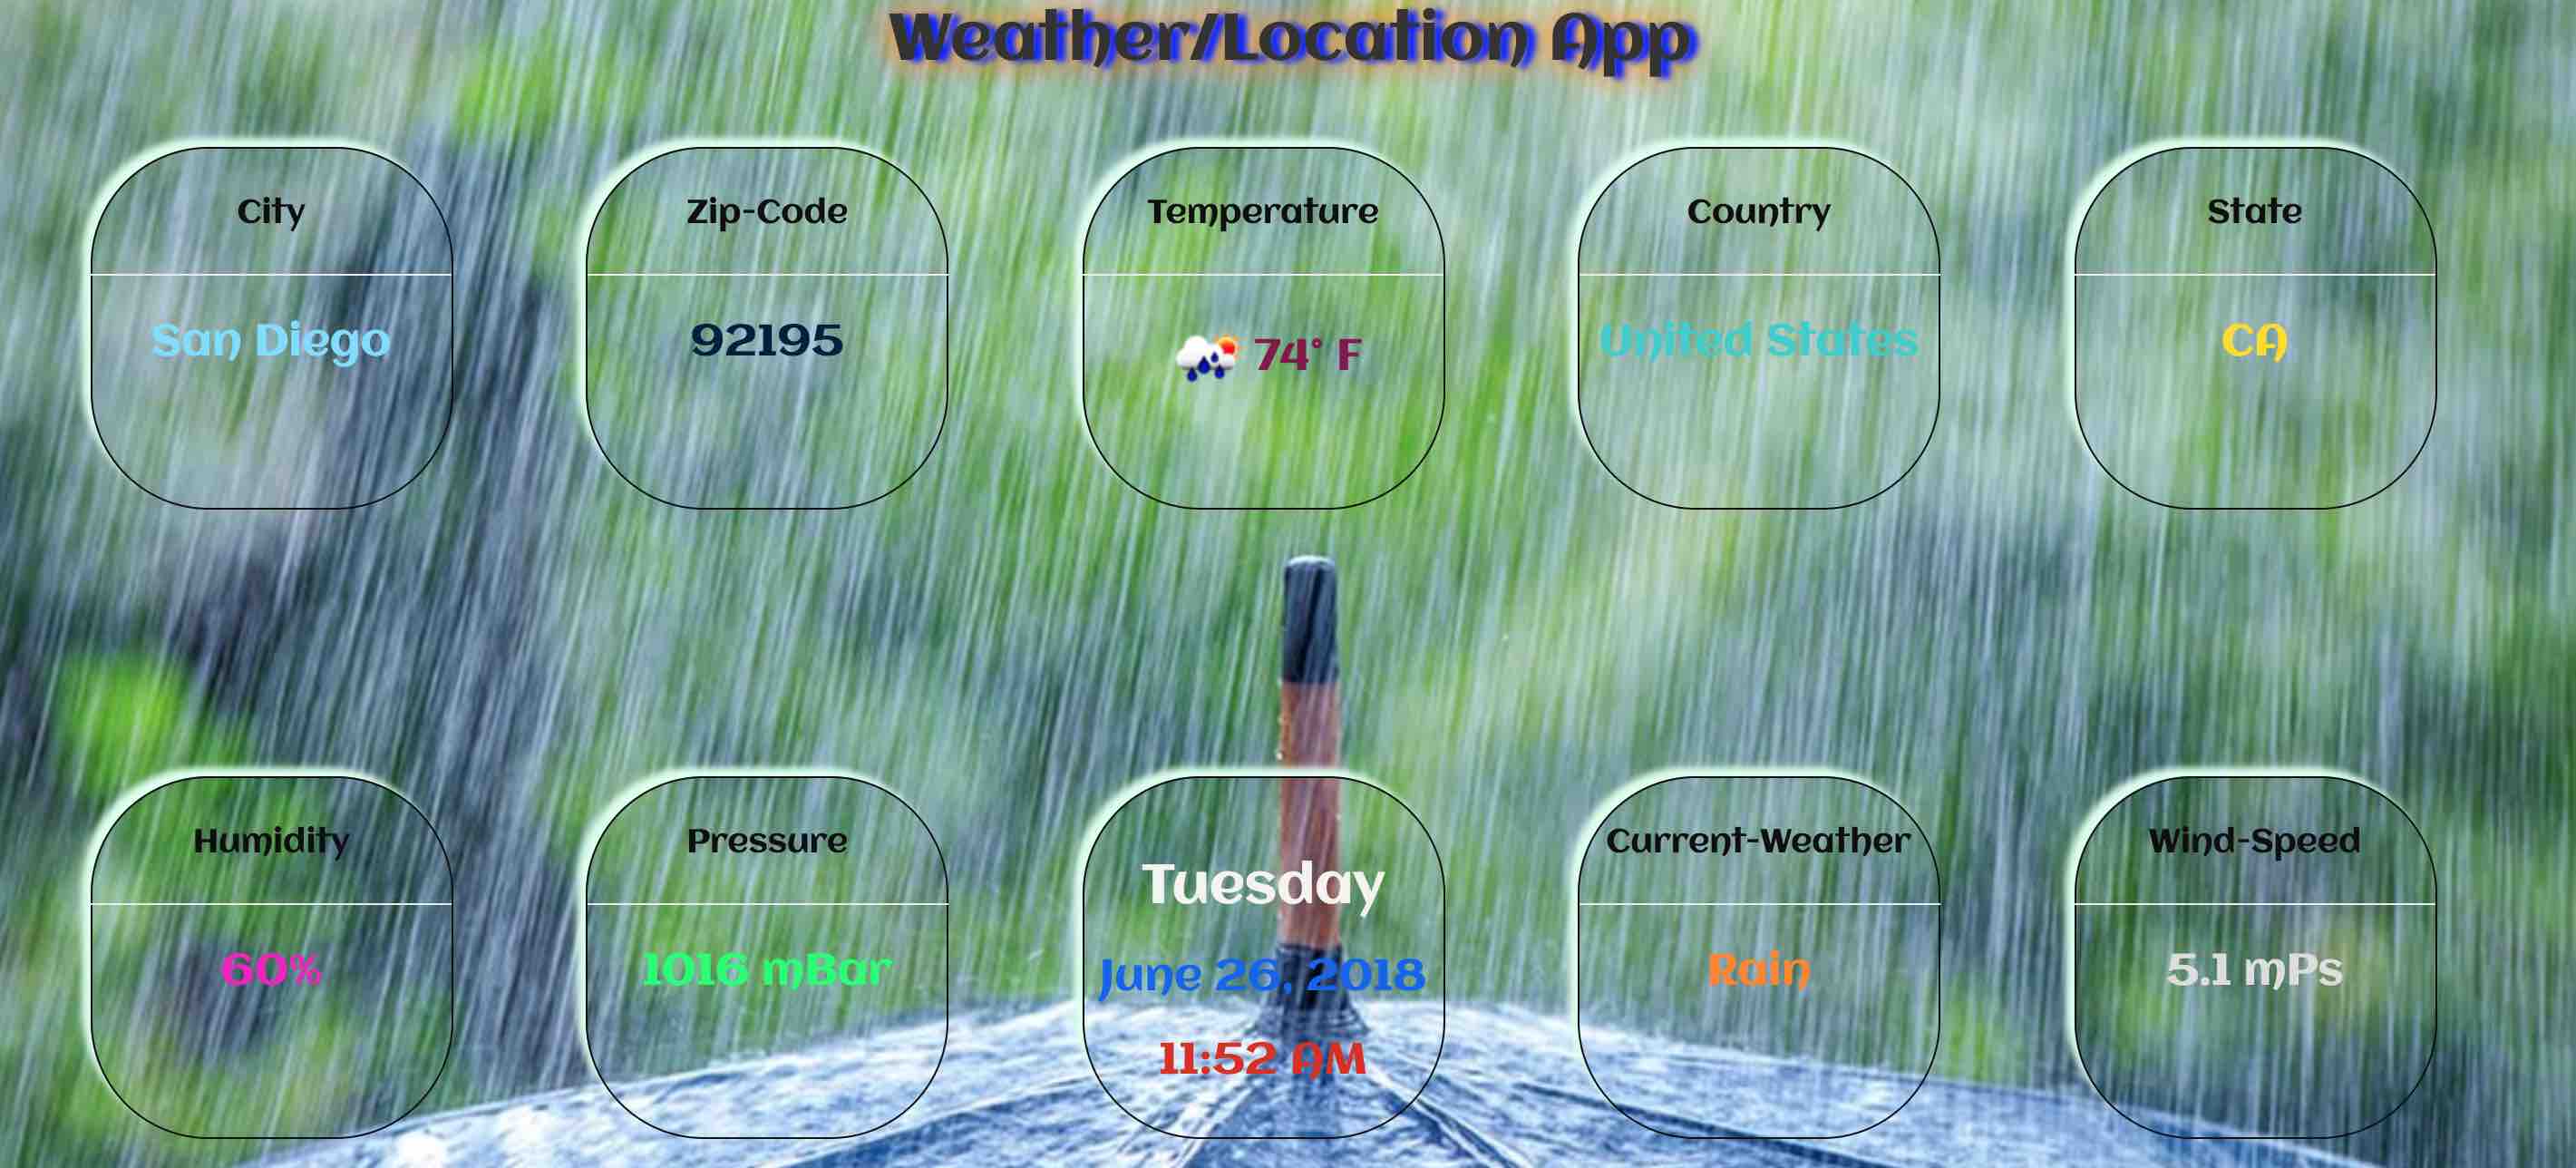 Weather/Location App
City
San Diego
Zip-Code
92195
Temperature
74° F
Country
United States
State
CA
Humidity
60%
Pressure
1016 mBar
Tuesday
June 26, 2018
11:52 AM
Current-Weather
Rain
Wind-Speed
5.1 mPs